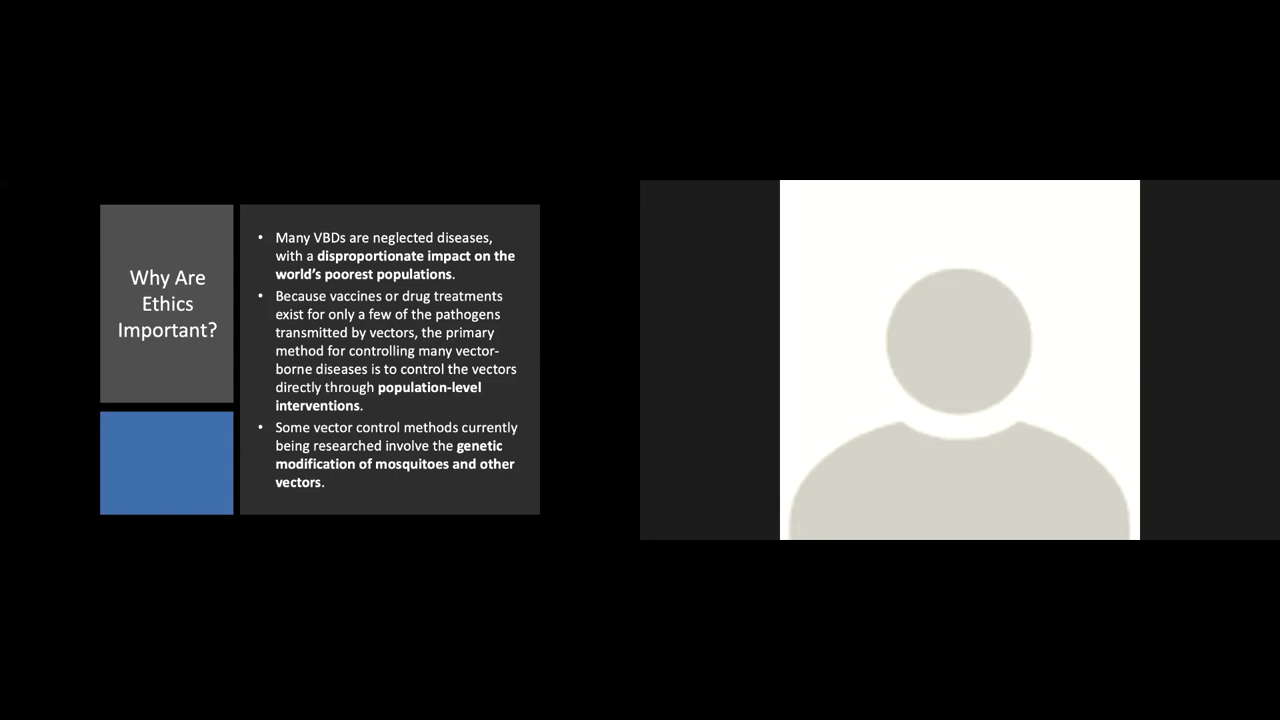 Why Are
Ethics
Important?
• Many VBDs are neglected diseases,
with a disproportionate impact on the
world’s poorest populations.
• Because vaccines or drug treatments
exist for only a few of the pathogens
transmitted by vectors, the primary
method for controlling many vector-
borne diseases is to control the vectors
directly through population-level
interventions.
• Some vector control methods currently
being researched involve the genetic
modification of mosquitoes and other
vectors.